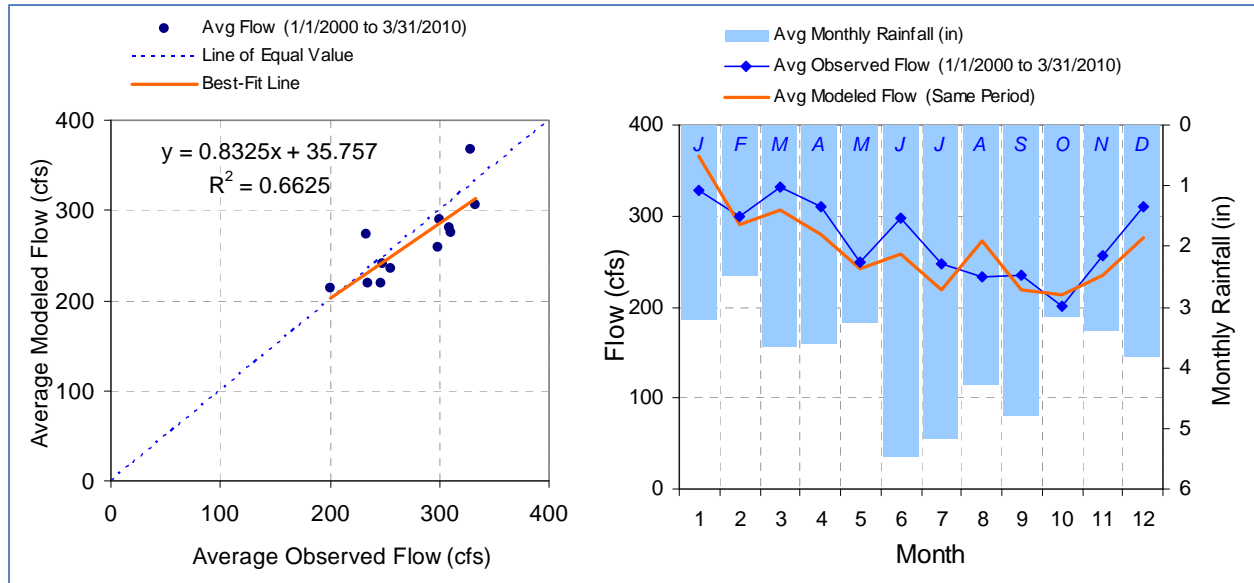 Avg Flow (1/1/2000 to 3/31/2010)
Line of Equal Value
Best-Fit Line
y = 0.8325x + 35.757
R² = 0.6625
Average Modeled Flow (cfs)
400
300
200
100
0
0 100 200 300 400
Average Observed Flow (cfs)
Avg Monthly Rainfall (in)
Avg Observed Flow (1/1/2000 to 3/31/2010)
Avg Modeled Flow (Same Period)
J F M A M J J A S O N D
Flow (cfs)
400
300
200
100
0
0
1
2
3
4
5
6
Monthly Rainfall (in)
1 2 3 4 5 6 7 8 9 10 11 12
Month